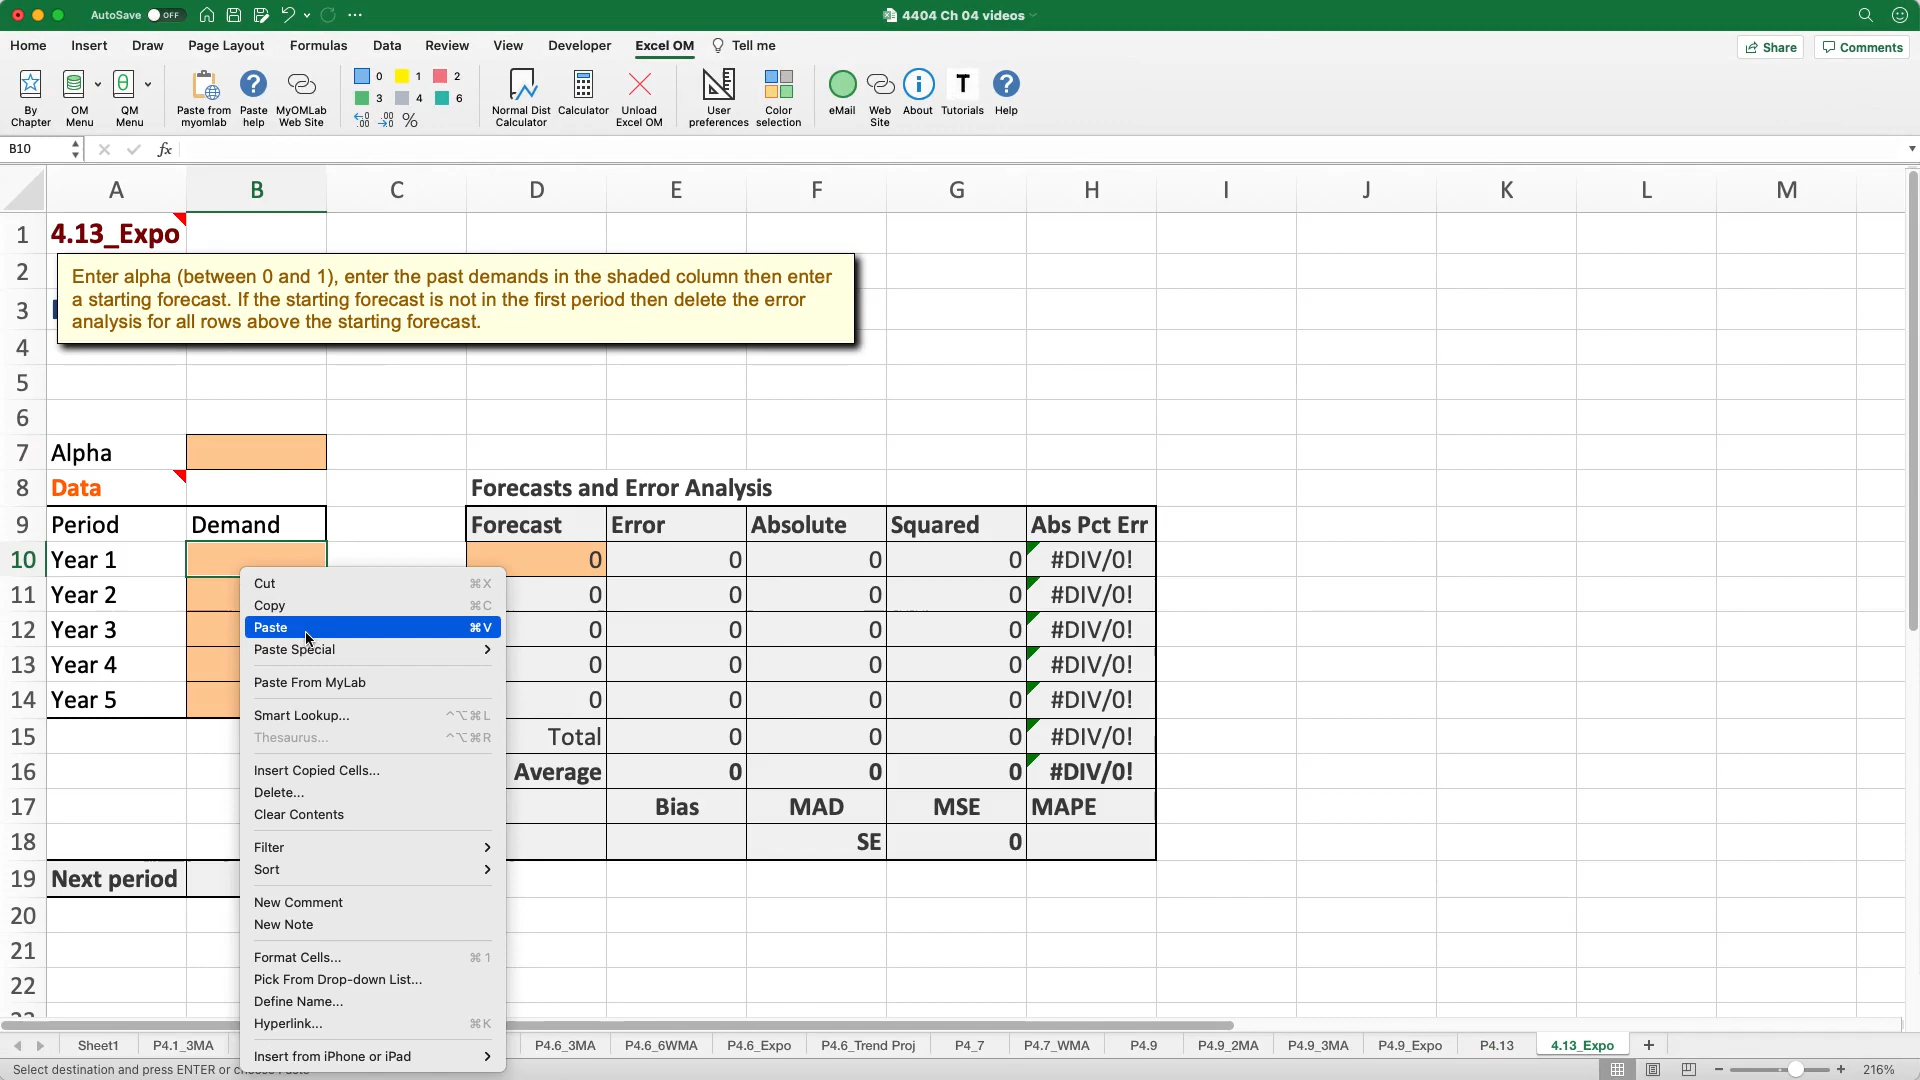 AutoSave OFF
4404 Ch 04 videos
Home Insert Draw Page Layout Formulas Data Review View Developer Excel OM Tell me Share Comments
0 1 2
3 4 6
By Chapter
OM Menu
QM Menu
Paste from myomlab
Paste help
MyOMLab Web Site
Normal Dist Calculator
Calculator
Unload Excel OM
User preferences
Color selection
eMail
Web Site
About
Tutorials
Help
B10 fx
A B C D E F G H I J K L M
1 4.13_Expo
2
Enter alpha (between 0 and 1), enter the past demands in the shaded column then enter
a starting forecast. If the starting forecast is not in the first period then delete the error
analysis for all rows above the starting forecast.
3
4
5
6
7 Alpha
8 Data Forecasts and Error Analysis
9 Period Demand Forecast Error Absolute Squared Abs Pct Err
10 Year 1 0 0 0 0 #DIV/0!
11 Year 2 0 0 0 0 #DIV/0!
12 Year 3 0 0 0 0 #DIV/0!
13 Year 4 0 0 0 0 #DIV/0!
14 Year 5 0 0 0 0 #DIV/0!
15 Total 0 0 0 #DIV/0!
16 Average 0 0 0 #DIV/0!
17 Bias MAD MSE MAPE
18 SE 0
19 Next period
20
21
22
Cut ⌘X
Copy ⌘C
Paste ⌘V
Paste Special
Paste From MyLab
Smart Lookup... ^⌥⌘L
Thesaurus... ^⌥⌘R
Insert Copied Cells...
Delete...
Clear Contents
Filter
Sort
New Comment
New Note
Format Cells... ⌘1
Pick From Drop-down List...
Define Name...
Hyperlink... ⌘K
Insert from iPhone or iPad
Sheet1 P4.1_3MA P4.6_3MA P4.6_6WMA P4.6_Expo P4.6_Trend Proj P4_7 P4.7_WMA P4.9 P4.9_2MA P4.9_3MA P4.9_Expo P4.13 4.13_Expo
Select destination and press ENTER or 216%